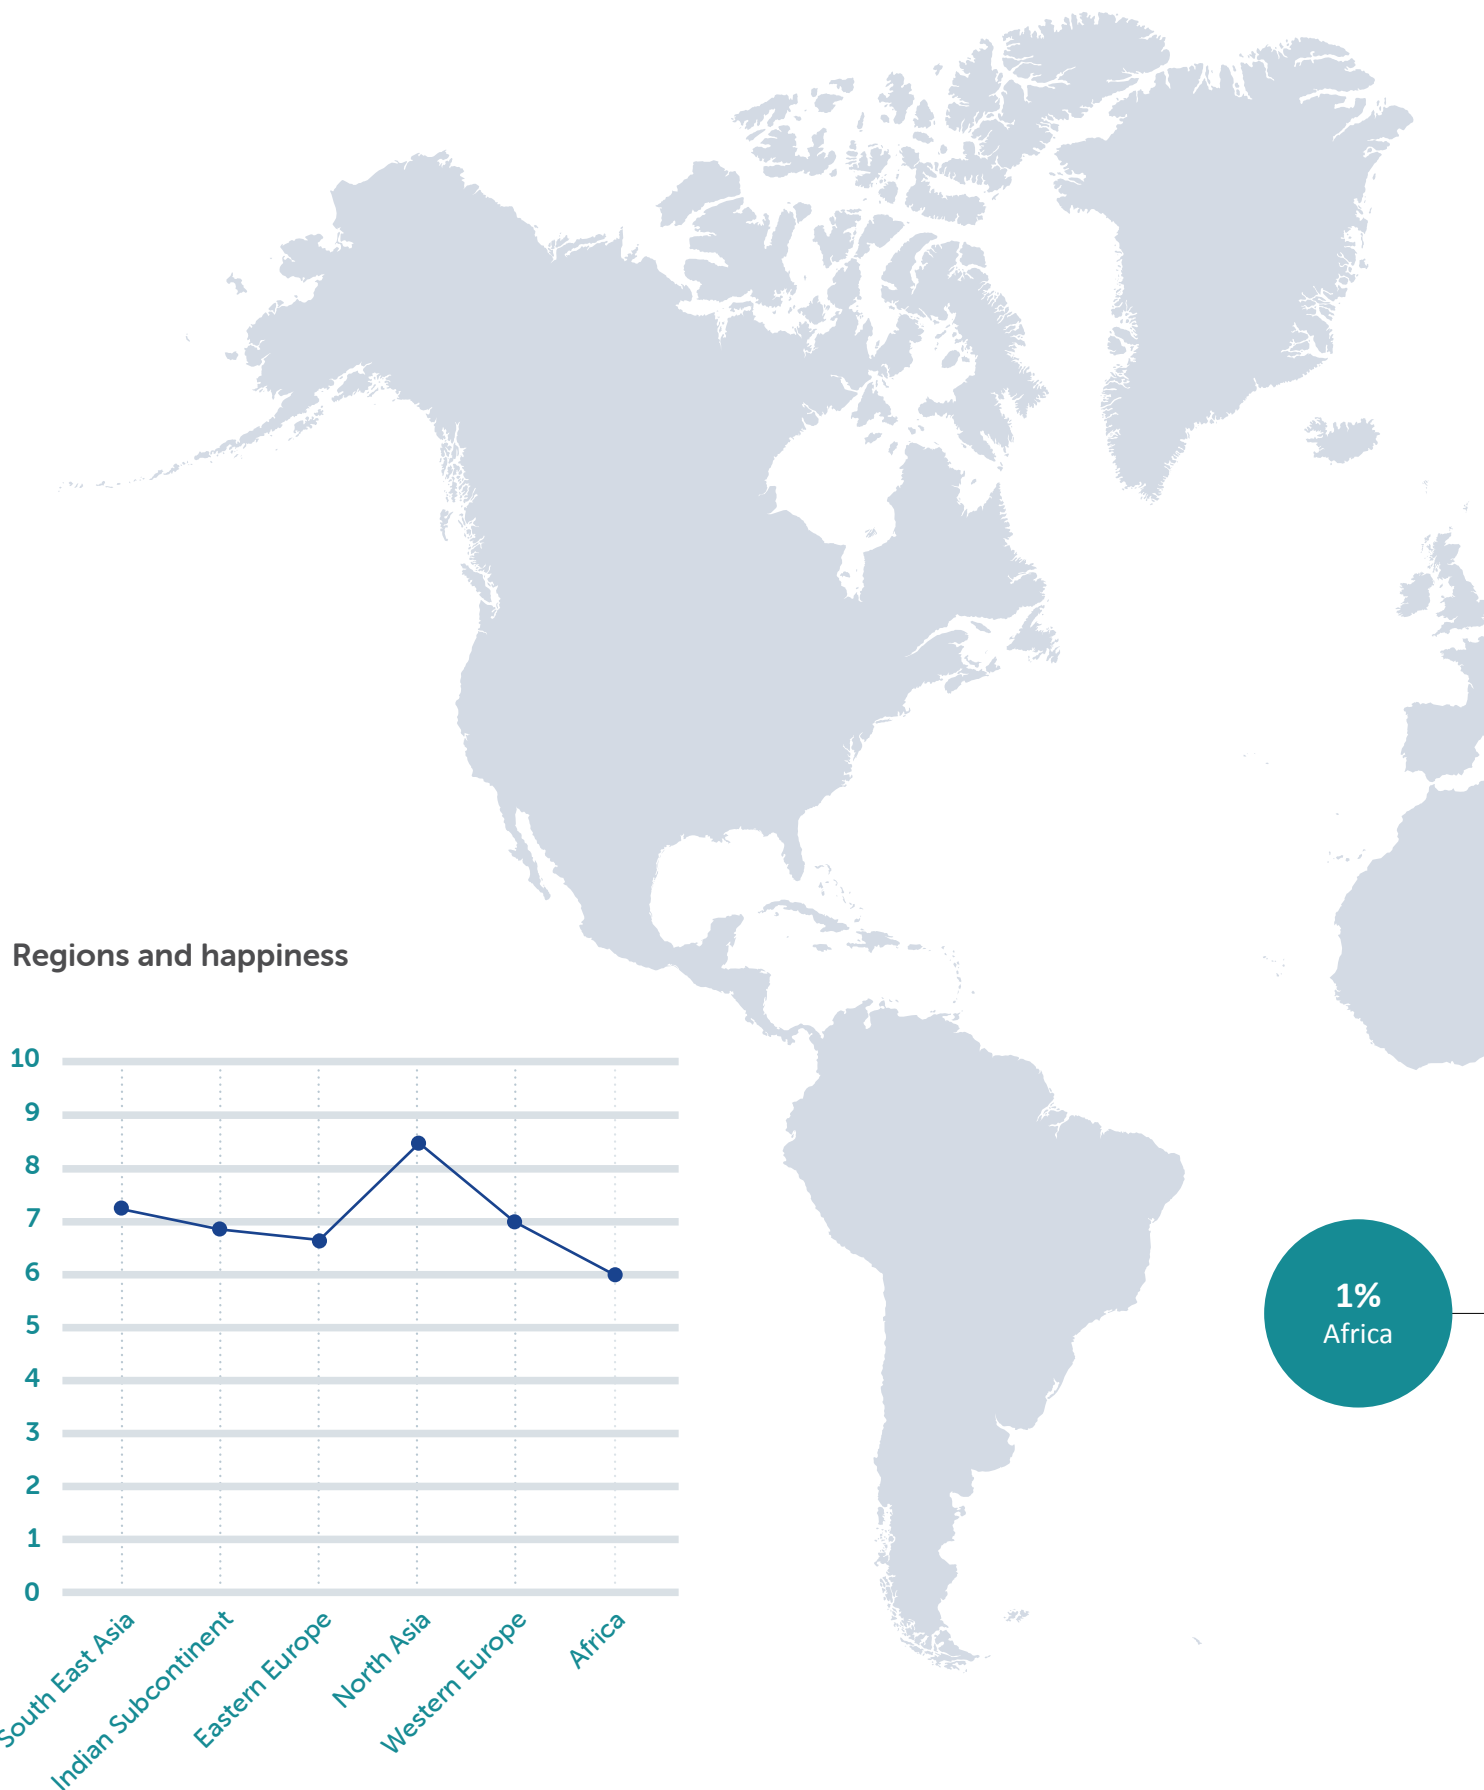 Regions and happiness
10
9
8
7
6
5
4
3
2
1
0
South East Asia
Indian Subcontinent
Eastern Europe
North Asia
Western Europe
Africa
1%
Africa